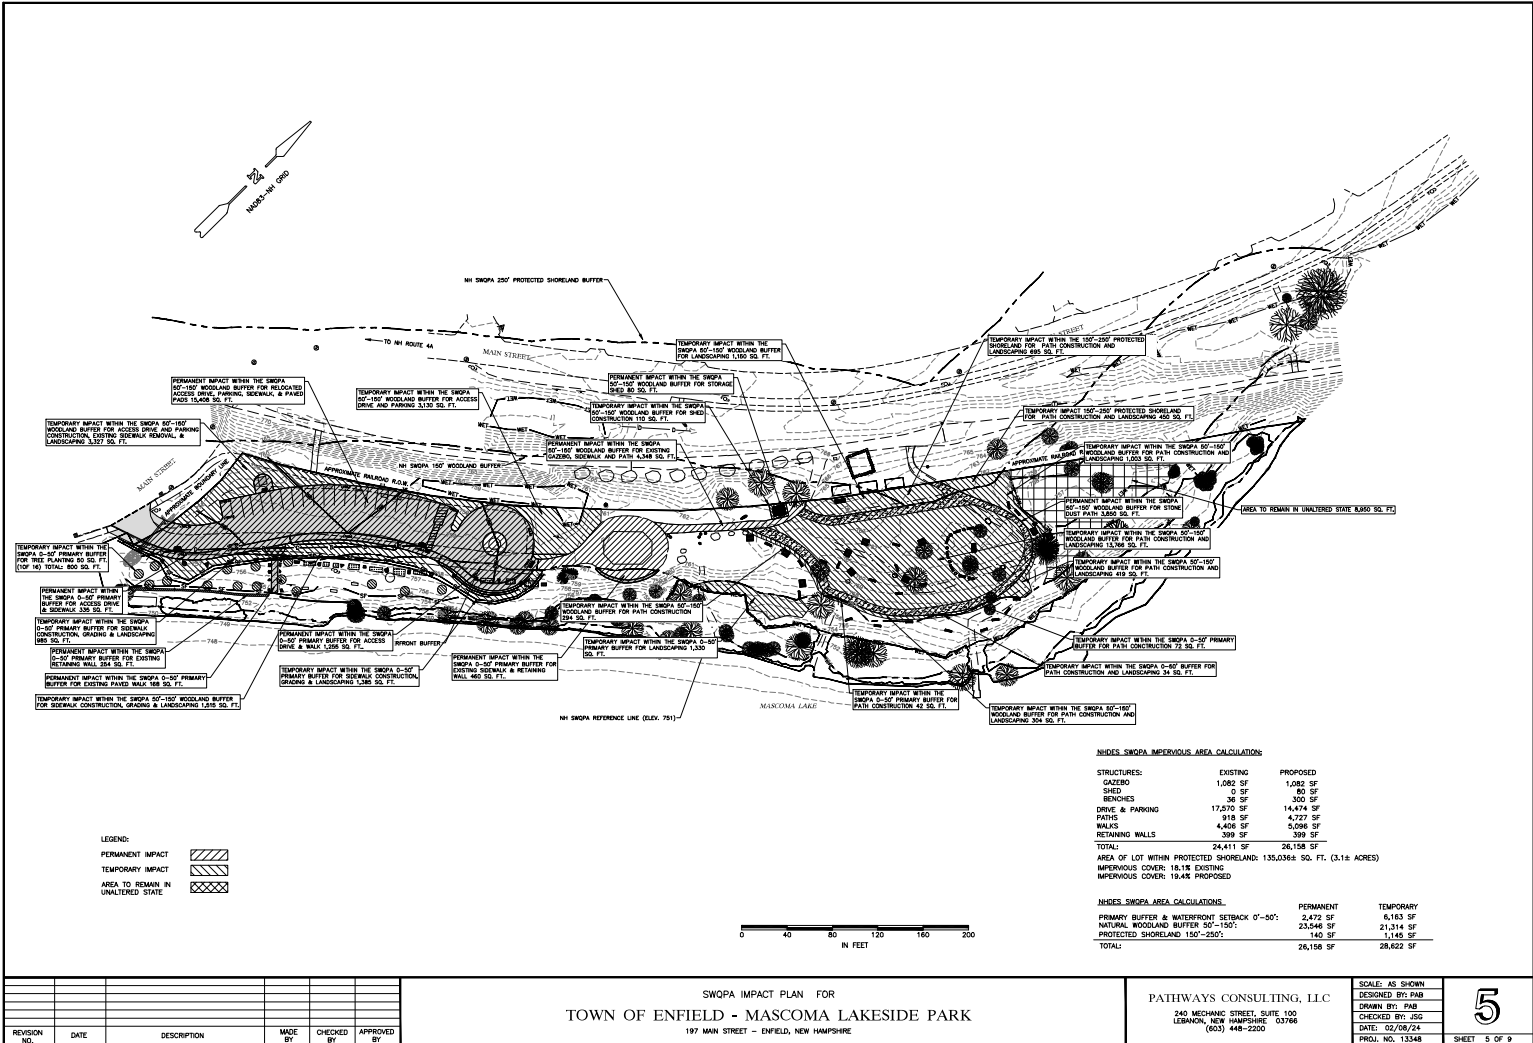 NAD83-NH GRID
NH SWQPA 250' PROTECTED SHORELAND BUFFER
TO NH ROUTE 4A
MAIN STREET
TEMPORARY IMPACT WITHIN THE
SWQPA 50'-150' WOODLAND BUFFER
FOR LANDSCAPING 1,150 SQ. FT.
TEMPORARY IMPACT WITHIN THE 150'-250' PROTECTED
SHORELAND FOR PATH CONSTRUCTION AND
LANDSCAPING 695 SQ. FT.
STREET
PERMANENT IMPACT WITHIN THE SWQPA
50'-150' WOODLAND BUFFER FOR RELOCATED
ACCESS DRIVE, PARKING, SIDEWALK, & PAVED
PADS 15,408 SQ. FT.
TEMPORARY IMPACT WITHIN THE SWQPA
50'-150' WOODLAND BUFFER FOR ACCESS
DRIVE AND PARKING 3,130 SQ. FT.
PERMANENT IMPACT WITHIN THE SWQPA
50'-150' WOODLAND BUFFER FOR STORAGE
SHED 80 SQ. FT.
TEMPORARY IMPACT WITHIN THE SWQPA
50'-150' WOODLAND BUFFER FOR SHED
CONSTRUCTION 110 SQ. FT.
TEMPORARY IMPACT 150'-250' PROTECTED SHORELAND
FOR PATH CONSTRUCTION AND LANDSCAPING 450 SQ. FT.
TEMPORARY IMPACT WITHIN THE SWQPA 50'-150'
WOODLAND BUFFER FOR ACCESS DRIVE AND PARKING
CONSTRUCTION, EXISTING SIDEWALK REMOVAL, &
LANDSCAPING 3,327 SQ. FT.
PERMANENT IMPACT WITHIN THE SWQPA
50'-150' WOODLAND BUFFER FOR EXISTING
GAZEBO, SIDEWALK AND PATH 4,348 SQ. FT.
TEMPORARY IMPACT WITHIN THE SWQPA 50'-150'
WOODLAND BUFFER FOR PATH CONSTRUCTION AND
LANDSCAPING 1,003 SQ. FT.
NH SWQPA 150' WOODLAND BUFFER
MAIN STREET
APPROXIMATE BOUNDARY LINE
APPROXIMATE RAILROAD R.O.W.
APPROXIMATE RAILROAD R
PERMANENT IMPACT WITHIN THE SWQPA
50'-150' WOODLAND BUFFER FOR STONE
DUST PATH 3,650 SQ. FT.
AREA TO REMAIN IN UNALTERED STATE 8,950 SQ. FT.
TEMPORARY IMPACT WITHIN THE SWQPA 50'-150'
WOODLAND BUFFER FOR PATH CONSTRUCTION AND
LANDSCAPING 13,766 SQ. FT.
TEMPORARY IMPACT WITHIN THE SWQPA 50'-150'
WOODLAND BUFFER FOR PATH CONSTRUCTION AND
LANDSCAPING 419 SQ. FT.
TEMPORARY IMPACT WITHIN THE
SWQPA 0-50' PRIMARY BUFFER
FOR TREE PLANTING 50 SQ. FT.
(1OF 16) TOTAL: 800 SQ. FT.
PERMANENT IMPACT WITHIN
THE SWQPA 0-50' PRIMARY
BUFFER FOR ACCESS DRIVE
& SIDEWALK 335 SQ. FT.
TEMPORARY IMPACT WITHIN THE
SWQPA 0-50' PRIMARY BUFFER
FOR SIDEWALK CONSTRUCTION,
GRADING & LANDSCAPING
985 SQ. FT.
PERMANENT IMPACT WITHIN THE SWQPA
0-50' PRIMARY BUFFER FOR EXISTING
RETAINING WALL 254 SQ. FT.
PERMANENT IMPACT WITHIN THE SWQPA 0-50' PRIMARY
BUFFER FOR EXISTING PAVED WALK 168 SQ. FT.
TEMPORARY IMPACT WITHIN THE SWQPA 50'-150' WOODLAND BUFFER
FOR SIDEWALK CONSTRUCTION, GRADING & LANDSCAPING 1,515 SQ. FT.
PERMANENT IMPACT WITHIN THE SWQPA
0-50' PRIMARY BUFFER FOR ACCESS
DRIVE & WALK 1,255 SQ. FT.
RFRONT BUFFER
TEMPORARY IMPACT WITHIN THE SWQPA 0-50'
PRIMARY BUFFER FOR SIDEWALK CONSTRUCTION,
GRADING & LANDSCAPING 1,385 SQ. FT.
PERMANENT IMPACT WITHIN THE
SWQPA 0-50' PRIMARY BUFFER FOR
EXISTING SIDEWALK & RETAINING
WALL 460 SQ. FT.
TEMPORARY IMPACT WITHIN THE SWQPA 50'-150'
WOODLAND BUFFER FOR PATH CONSTRUCTION
294 SQ. FT.
TEMPORARY IMPACT WITHIN THE SWQPA 0-50'
PRIMARY BUFFER FOR LANDSCAPING 1,330
SQ. FT.
TEMPORARY IMPACT WITHIN THE SWQPA 0-50' PRIMARY
BUFFER FOR PATH CONSTRUCTION 72 SQ. FT.
TEMPORARY IMPACT WITHIN THE SWQPA 0-50' BUFFER FOR
PATH CONSTRUCTION AND LANDSCAPING 34 SQ. FT.
TEMPORARY IMPACT WITHIN THE
SWQPA 0-50' PRIMARY BUFFER FOR
PATH CONSTRUCTION 42 SQ. FT.
TEMPORARY IMPACT WITHIN THE SWQPA 50'-150'
WOODLAND BUFFER FOR PATH CONSTRUCTION AND
LANDSCAPING 304 SQ. FT.
NH SWQPA REFERENCE LINE (ELEV. 751)
MASCOMA LAKE
NHDES SWQPA IMPERVIOUS AREA CALCULATION:
STRUCTURES: EXISTING PROPOSED
GAZEBO 1,082 SF 1,082 SF
SHED 0 SF 80 SF
BENCHES 36 SF 300 SF
DRIVE & PARKING 17,570 SF 14,474 SF
PATHS 918 SF 4,727 SF
WALKS 4,406 SF 5,096 SF
RETAINING WALLS 399 SF 399 SF
TOTAL: 24,411 SF 26,158 SF
AREA OF LOT WITHIN PROTECTED SHORELAND: 135,036± SQ. FT. (3.1± ACRES)
IMPERVIOUS COVER: 18.1% EXISTING
IMPERVIOUS COVER: 19.4% PROPOSED
NHDES SWQPA AREA CALCULATIONS
PERMANENT TEMPORARY
PRIMARY BUFFER & WATERFRONT SETBACK 0'-50': 2,472 SF 6,163 SF
NATURAL WOODLAND BUFFER 50'-150': 23,546 SF 21,314 SF
PROTECTED SHORELAND 150'-250': 140 SF 1,145 SF
TOTAL: 26,158 SF 28,622 SF
LEGEND:
PERMANENT IMPACT
TEMPORARY IMPACT
AREA TO REMAIN IN
UNALTERED STATE
0 40 80 120 160 200
IN FEET
REVISION NO. DATE DESCRIPTION MADE BY CHECKED BY APPROVED BY
SWQPA IMPACT PLAN FOR
TOWN OF ENFIELD - MASCOMA LAKESIDE PARK
197 MAIN STREET - ENFIELD, NEW HAMPSHIRE
PATHWAYS CONSULTING, LLC
240 MECHANIC STREET, SUITE 100
LEBANON, NEW HAMPSHIRE 03766
(603) 448-2200
SCALE: AS SHOWN
DESIGNED BY: PAB
DRAWN BY: PAB
CHECKED BY: JSG
DATE: 02/08/24
PROJ. NO. 13348
5
SHEET 5 OF 9